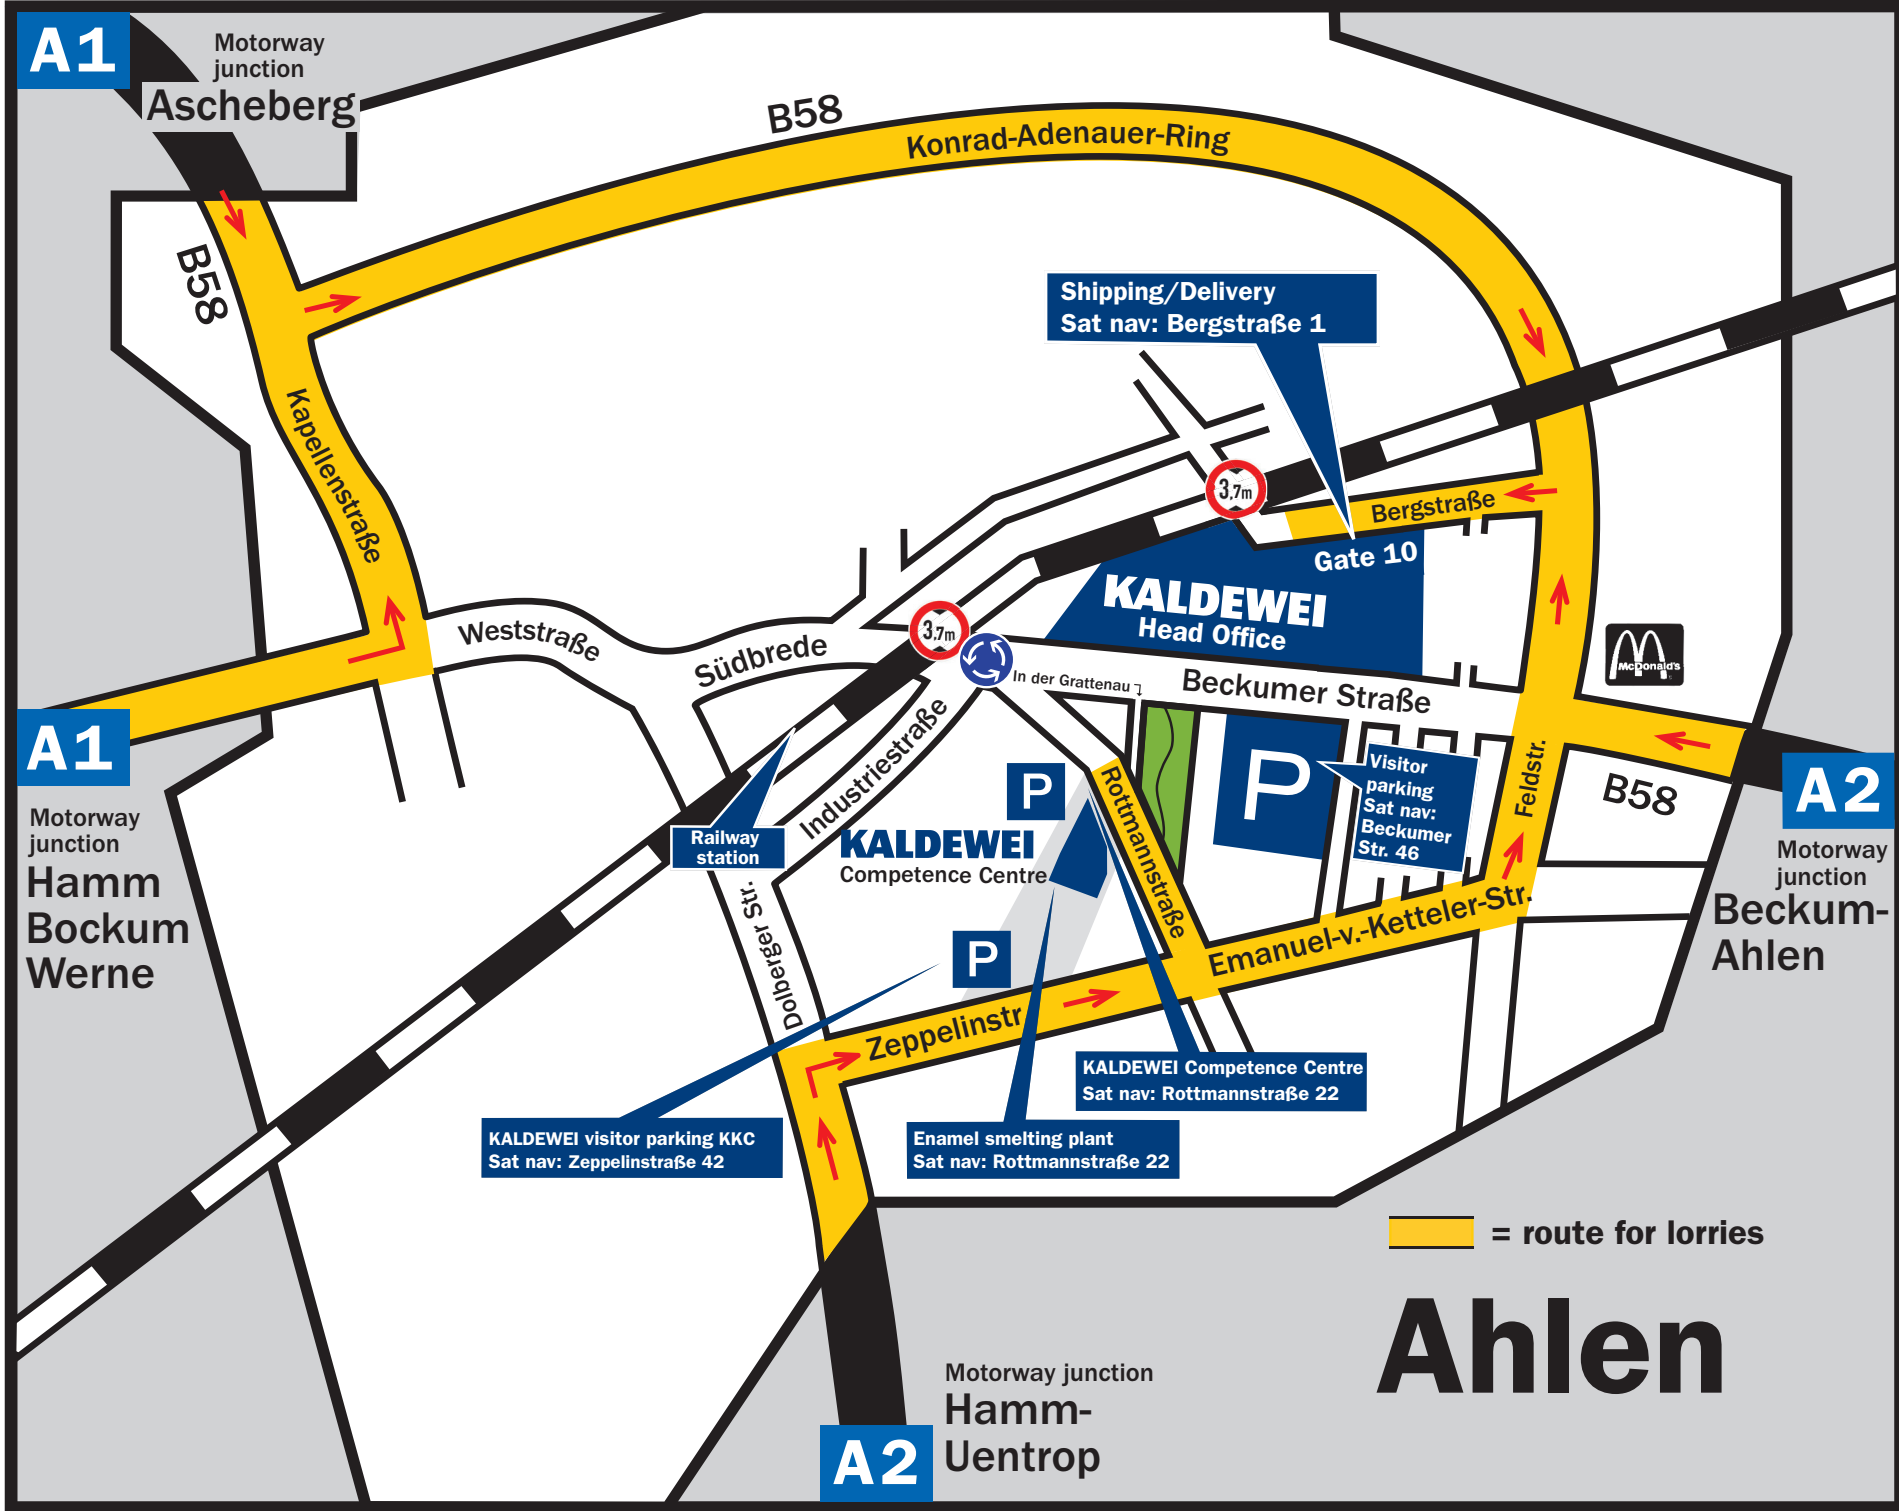 A1
Motorway
junction
Ascheberg
B58
Konrad-Adenauer-Ring
B58
Shipping/Delivery
Sat nav: Bergstraße 1
Kapellenstraße
3,7m
Bergstraße
Gate 10
KALDEWEI
Head Office
Weststraße
Südbrede
3,7m
In der Grattenau
Beckumer Straße
McDonald's
A1
Motorway
junction
Hamm
Bockum
Werne
Industriestraße
Railway
station
P
KALDEWEI
Competence Centre
Rottmannstraße
P
Visitor
parking
Sat nav:
Beckumer
Str. 46
Feldstr.
B58
A2
Motorway
junction
Beckum-
Ahlen
Dolberger Str.
P
Emanuel-v.-Ketteler-Str.
Zeppelinstr.
KALDEWEI Competence Centre
Sat nav: Rottmannstraße 22
KALDEWEI visitor parking KKC
Sat nav: Zeppelinstraße 42
Enamel smelting plant
Sat nav: Rottmannstraße 22
= route for lorries
Ahlen
Motorway junction
Hamm-
Uentrop
A2